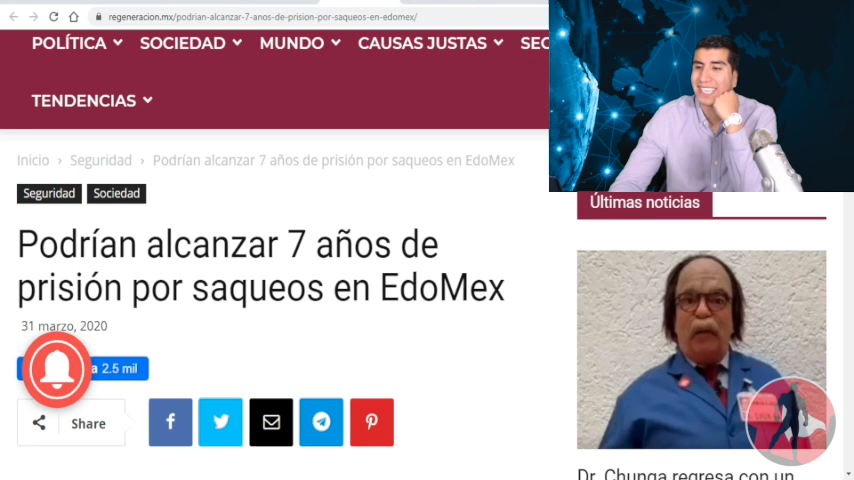 regeneracion.mx/podrian-alcanzar-7-anos-de-prision-por-saqueos-en-edomex/
POLÍTICA SOCIEDAD MUNDO CAUSAS JUSTAS SEC
TENDENCIAS
Inicio › Seguridad › Podrían alcanzar 7 años de prisión por saqueos en EdoMex
Seguridad Sociedad
Podrían alcanzar 7 años de
prisión por saqueos en EdoMex
31 marzo, 2020
a 2.5 mil
Share
Últimas noticias
Dr. Chunga regresa con un